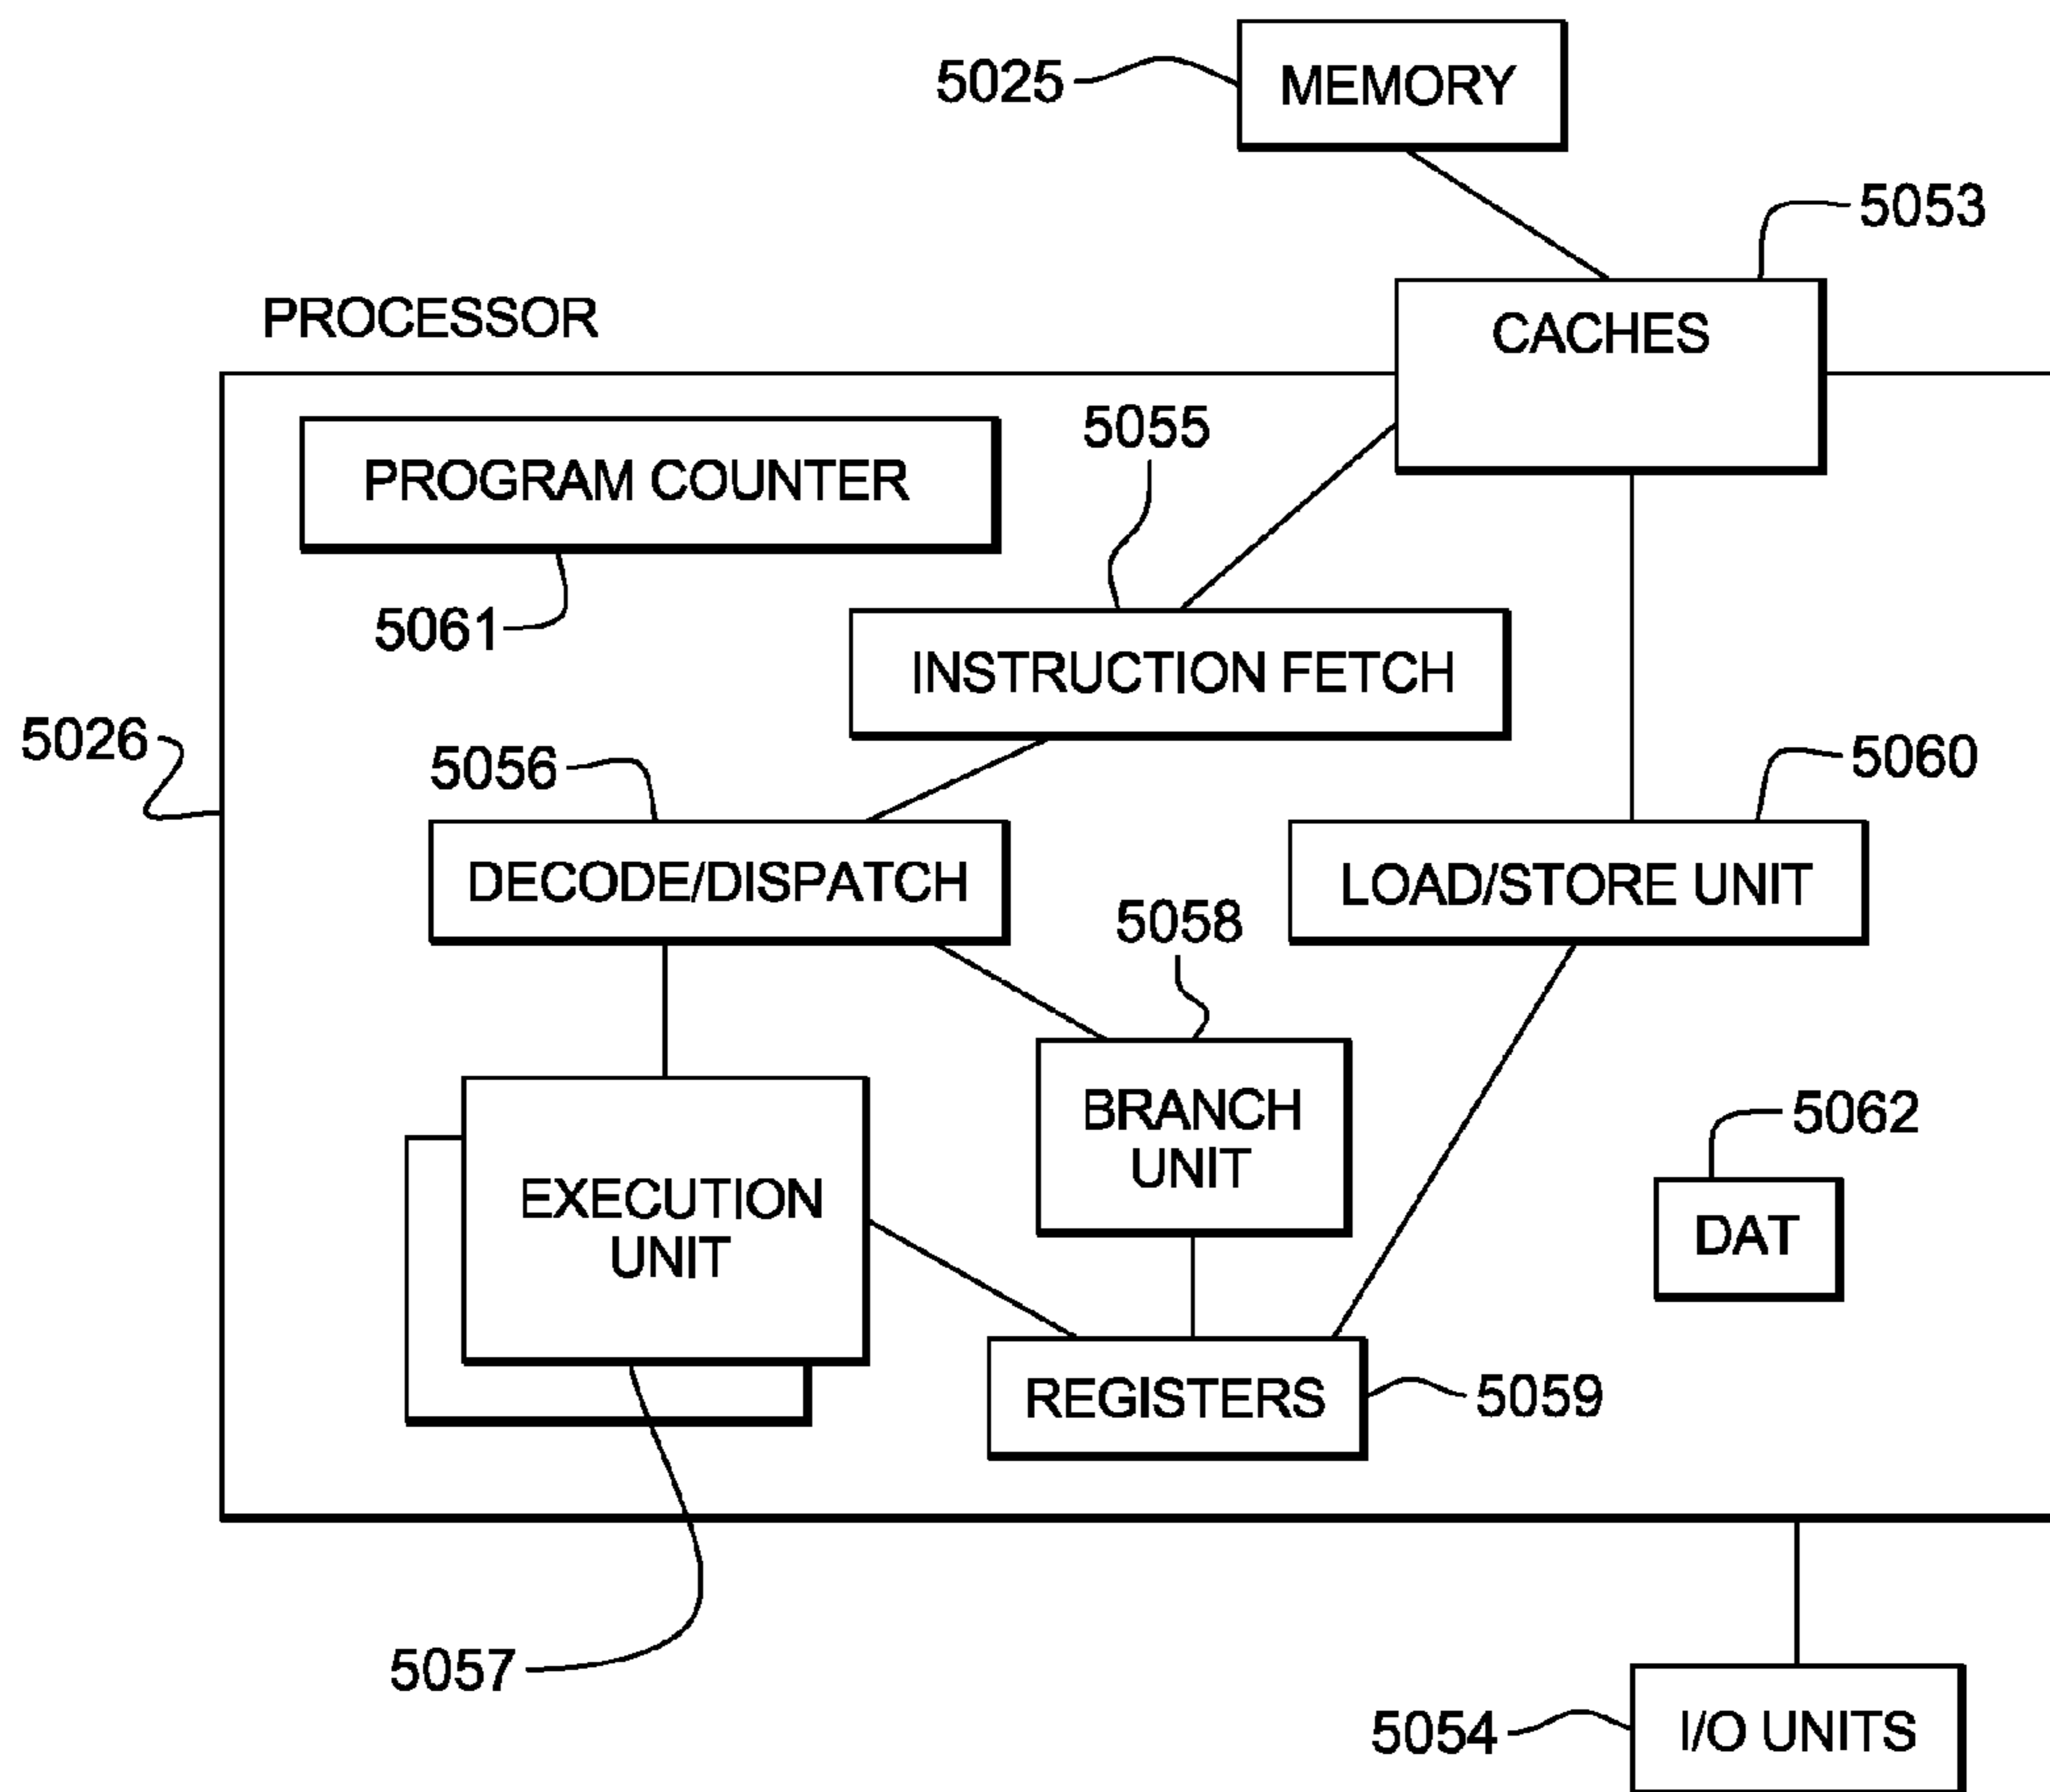 MEMORY
5025
5053
CACHES
PROCESSOR
5055
PROGRAM COUNTER
5061
INSTRUCTION FETCH
5026
5056
5060
DECODE/DISPATCH
LOAD/STORE UNIT
5058
BRANCH
UNIT
5062
EXECUTION
UNIT
DAT
REGISTERS
5059
5057
5054
I/O UNITS